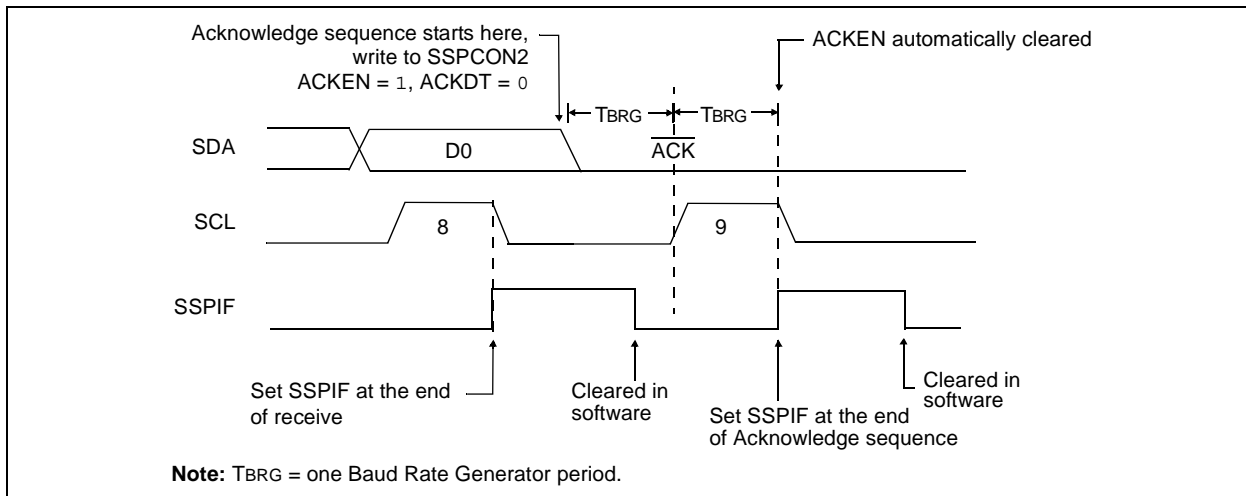 Acknowledge sequence starts here,
write to SSPCON2
ACKEN = 1, ACKDT = 0
ACKEN automatically cleared
TBRG
TBRG
SDA
D0
ACK
SCL
8
9
SSPIF
Set SSPIF at the end
of receive
Cleared in
software
Set SSPIF at the end
of Acknowledge sequence
Cleared in
software
Note: TBRG = one Baud Rate Generator period.